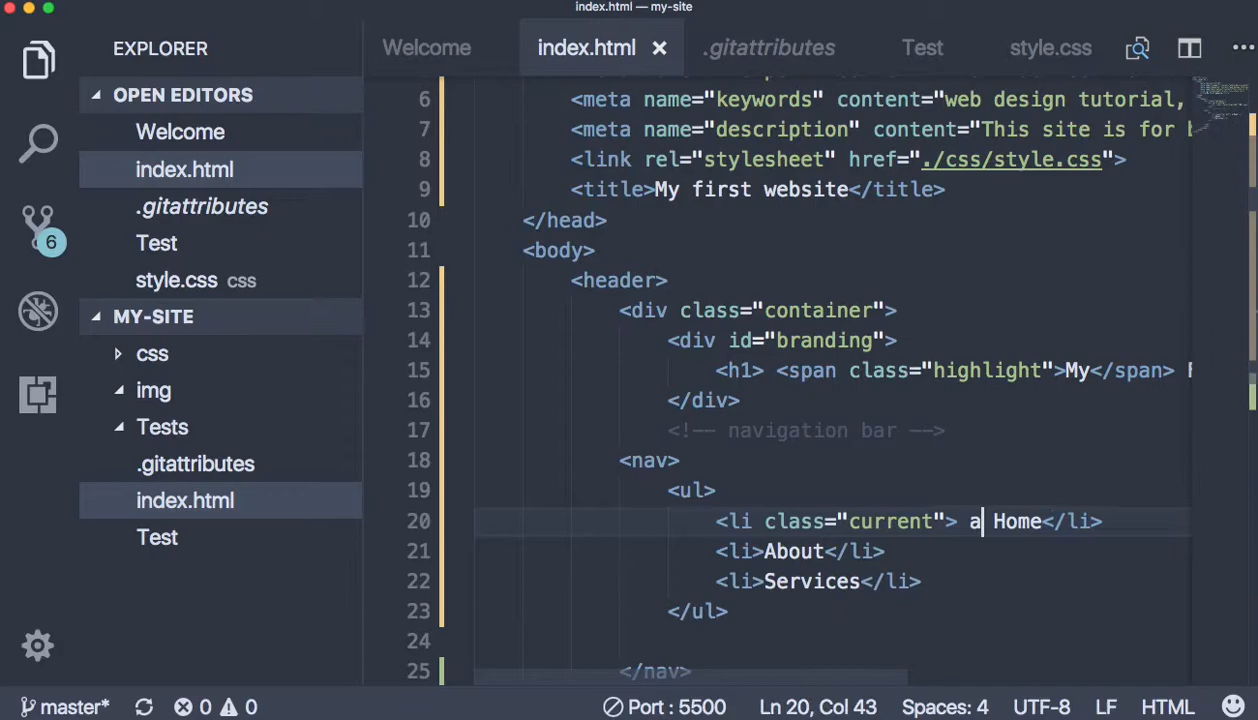 index.html — my-site
EXPLORER
OPEN EDITORS
Welcome
index.html
.gitattributes
Test
style.css css
MY-SITE
css
img
Tests
.gitattributes
index.html
Test
6
Welcome index.html × .gitattributes Test style.css
6 <meta name="keywords" content="web design tutorial,
7 <meta name="description" content="This site is for
8 <link rel="stylesheet" href="./css/style.css">
9 <title>My first website</title>
10 </head>
11 <body>
12 <header>
13 <div class="container">
14 <div id="branding">
15 <h1> <span class="highlight">My</span>
16 </div>
17 <!-- navigation bar -->
18 <nav>
19 <ul>
20 <li class="current"> a Home</li>
21 <li>About</li>
22 <li>Services</li>
23 </ul>
24
25 </nav>
master* 0 0 Port : 5500 Ln 20, Col 43 Spaces: 4 UTF-8 LF HTML